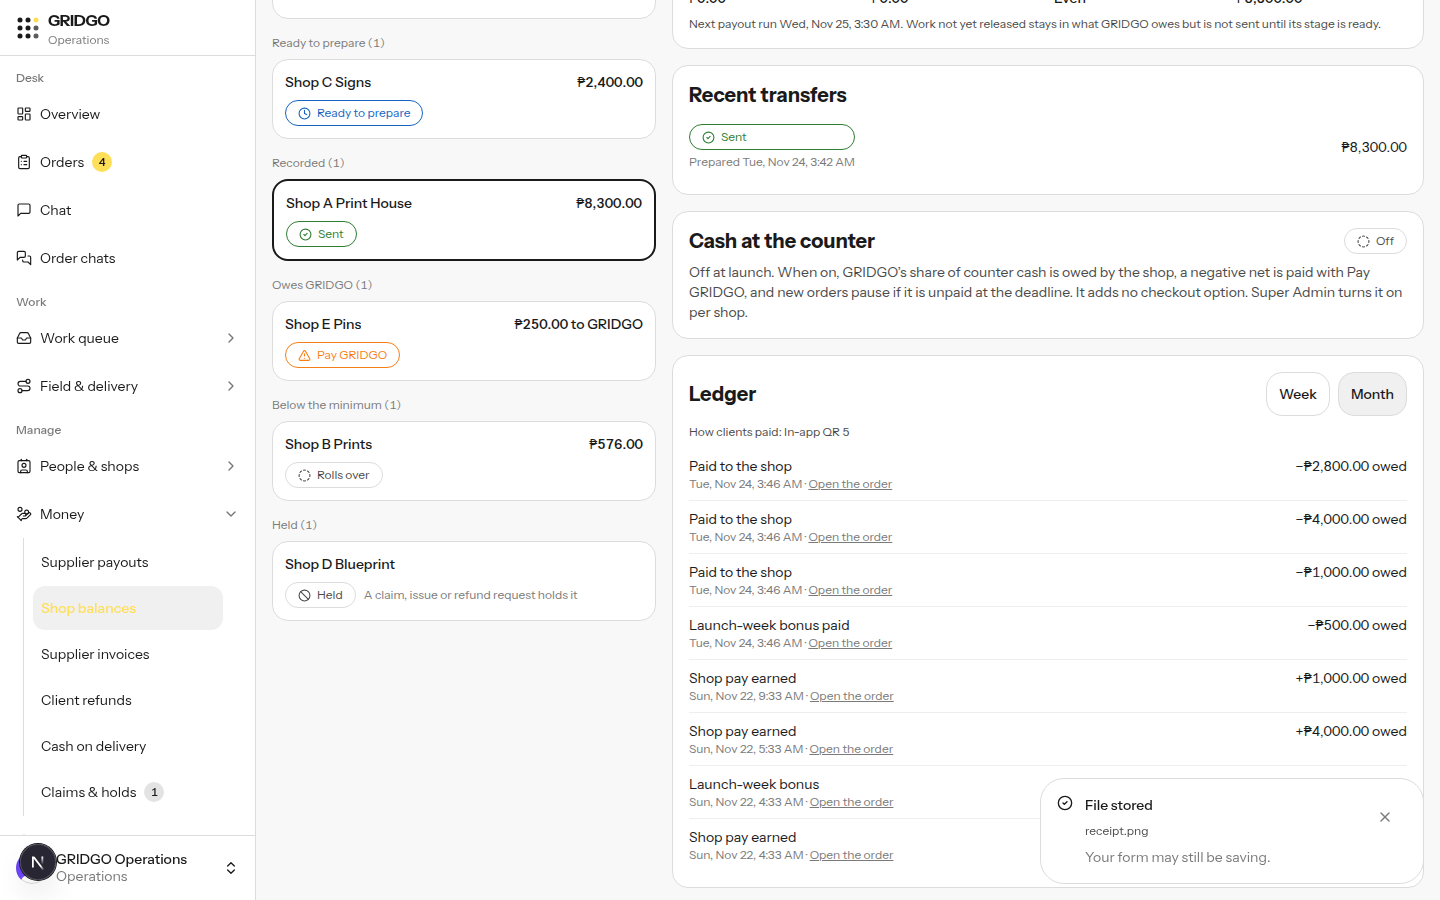 GRIDGO
Operations
Desk
Overview
Orders 4
Chat
Order chats
Work
Work queue
Field & delivery
Manage
People & shops
Money
Supplier payouts
Shop balances
Supplier invoices
Client refunds
Cash on delivery
Claims & holds 1
N
GRIDGO Operations
Operations
Ready to prepare (1)
Shop C Signs ₱2,400.00
Ready to prepare
Recorded (1)
Shop A Print House ₱8,300.00
Sent
Owes GRIDGO (1)
Shop E Pins ₱250.00 to GRIDGO
Pay GRIDGO
Below the minimum (1)
Shop B Prints ₱576.00
Rolls over
Held (1)
Shop D Blueprint
Held A claim, issue or refund request holds it
Next payout run Wed, Nov 25, 3:30 AM. Work not yet released stays in what GRIDGO owes but is not sent until its stage is ready.
Recent transfers
Sent
Prepared Tue, Nov 24, 3:42 AM
₱8,300.00
Cash at the counter Off
Off at launch. When on, GRIDGO's share of counter cash is owed by the shop, a negative net is paid with Pay
GRIDGO, and new orders pause if it is unpaid at the deadline. It adds no checkout option. Super Admin turns it on
per shop.
Ledger Week Month
How clients paid: In-app QR 5
Paid to the shop −₱2,800.00 owed
Tue, Nov 24, 3:46 AM · Open the order
Paid to the shop −₱4,000.00 owed
Tue, Nov 24, 3:46 AM · Open the order
Paid to the shop −₱1,000.00 owed
Tue, Nov 24, 3:46 AM · Open the order
Launch-week bonus paid −₱500.00 owed
Tue, Nov 24, 3:46 AM · Open the order
Shop pay earned +₱1,000.00 owed
Sun, Nov 22, 9:33 AM · Open the order
Shop pay earned +₱4,000.00 owed
Sun, Nov 22, 5:33 AM · Open the order
Launch-week bonus
Sun, Nov 22, 4:33 AM · Open the order
Shop pay earned
Sun, Nov 22, 4:33 AM · Open the order
File stored
receipt.png
Your form may still be saving.